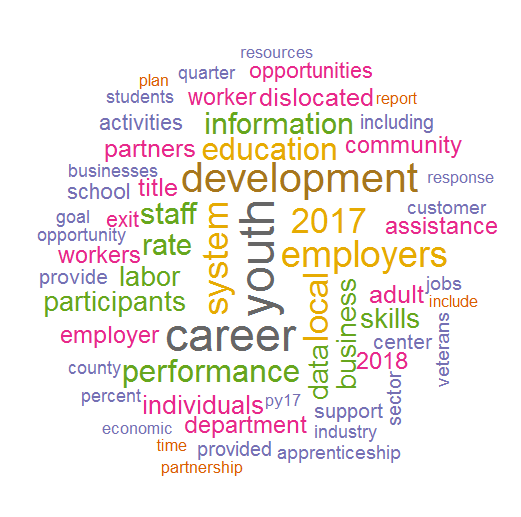 resources
quarter opportunities
plan
students worker dislocated report
activities information including
partners education community
businesses development response
school title
customer
goal exit staff system youth 2017 assistance
opportunity
workers rate employers
provide labor local adult jobs
participants business include
employer career data skills
center veterans
county performance 2018
percent individuals py17 support sector
economic department industry
time provided apprenticeship
partnership